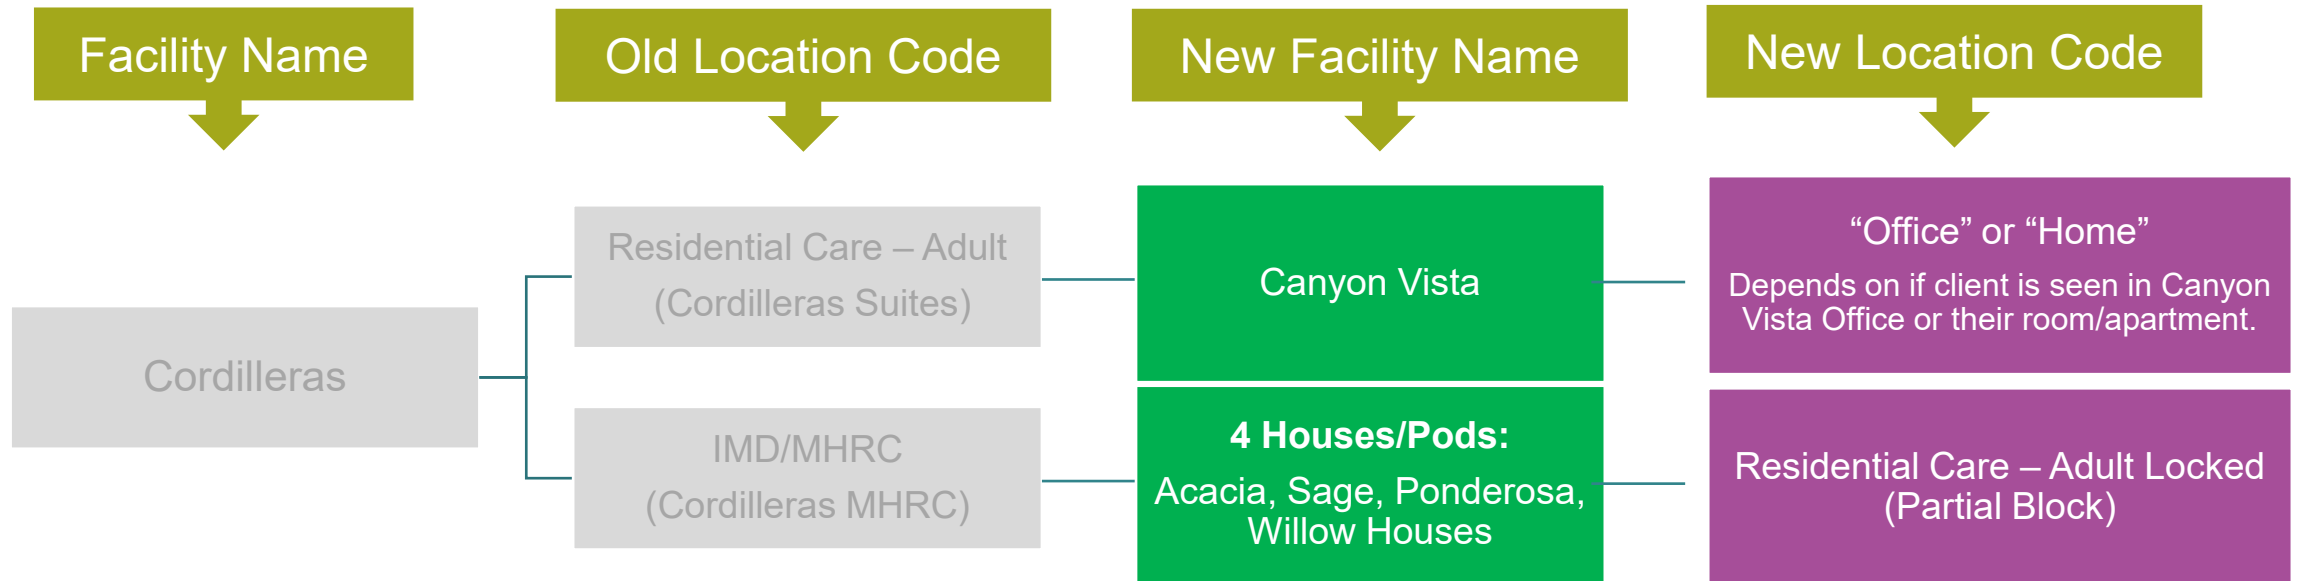 Facility Name
Old Location Code
New Facility Name
New Location Code
Cordilleras
Residential Care – Adult
(Cordilleras Suites)
Canyon Vista
“Office” or “Home”
Depends on if client is seen in Canyon
Vista Office or their room/apartment.
IMD/MHRC
(Cordilleras MHRC)
4 Houses/Pods:
Acacia, Sage, Ponderosa,
Willow Houses
Residential Care – Adult Locked
(Partial Block)